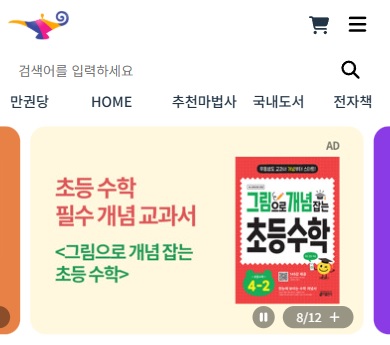 검색어를 입력하세요
만권당 HOME 추천마법사 국내도서 전자책
AD
초등 수학
필수 개념 교과서
<그림으로 개념 잡는
초등 수학>
그림으로 개념 잡는
초등수학
4-2
8/12 +